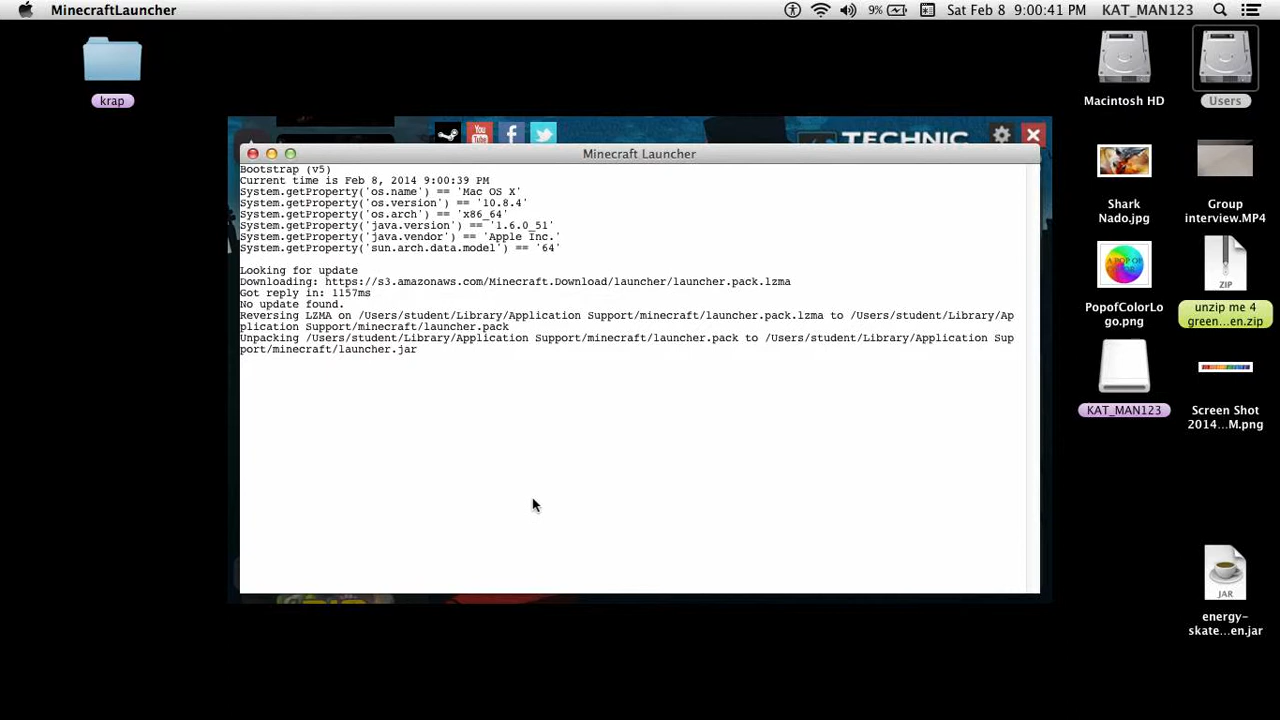 MinecraftLauncher
9%
Sat Feb 8 9:00:41 PM
KAT_MAN123
krap
Macintosh HD
Users
You
Tube
TECHNIC
Minecraft Launcher
Bootstrap (v5)
Current time is Feb 8, 2014 9:00:39 PM
System.getProperty('os.name') == 'Mac OS X'
System.getProperty('os.version') == '10.8.4'
System.getProperty('os.arch') == 'x86_64'
System.getProperty('java.version') == '1.6.0_51'
System.getProperty('java.vendor') == 'Apple Inc.'
System.getProperty('sun.arch.data.model') == '64'
Looking for update
Downloading: https://s3.amazonaws.com/Minecraft.Download/launcher/launcher.pack.lzma
Got reply in: 1157ms
No update found.
Reversing LZMA on /Users/student/Library/Application Support/minecraft/launcher.pack.lzma to /Users/student/Library/Ap
plication Support/minecraft/launcher.pack
Unpacking /Users/student/Library/Application Support/minecraft/launcher.pack to /Users/student/Library/Application Sup
port/minecraft/launcher.jar
Shark
Nado.jpg
Group
interview.MP4
A POP OF
ZIP
PopofColorLo
go.png
unzip me 4
green...en.zip
KAT_MAN123
Screen Shot
2014...M.png
JAR
energy-
skate...en.jar